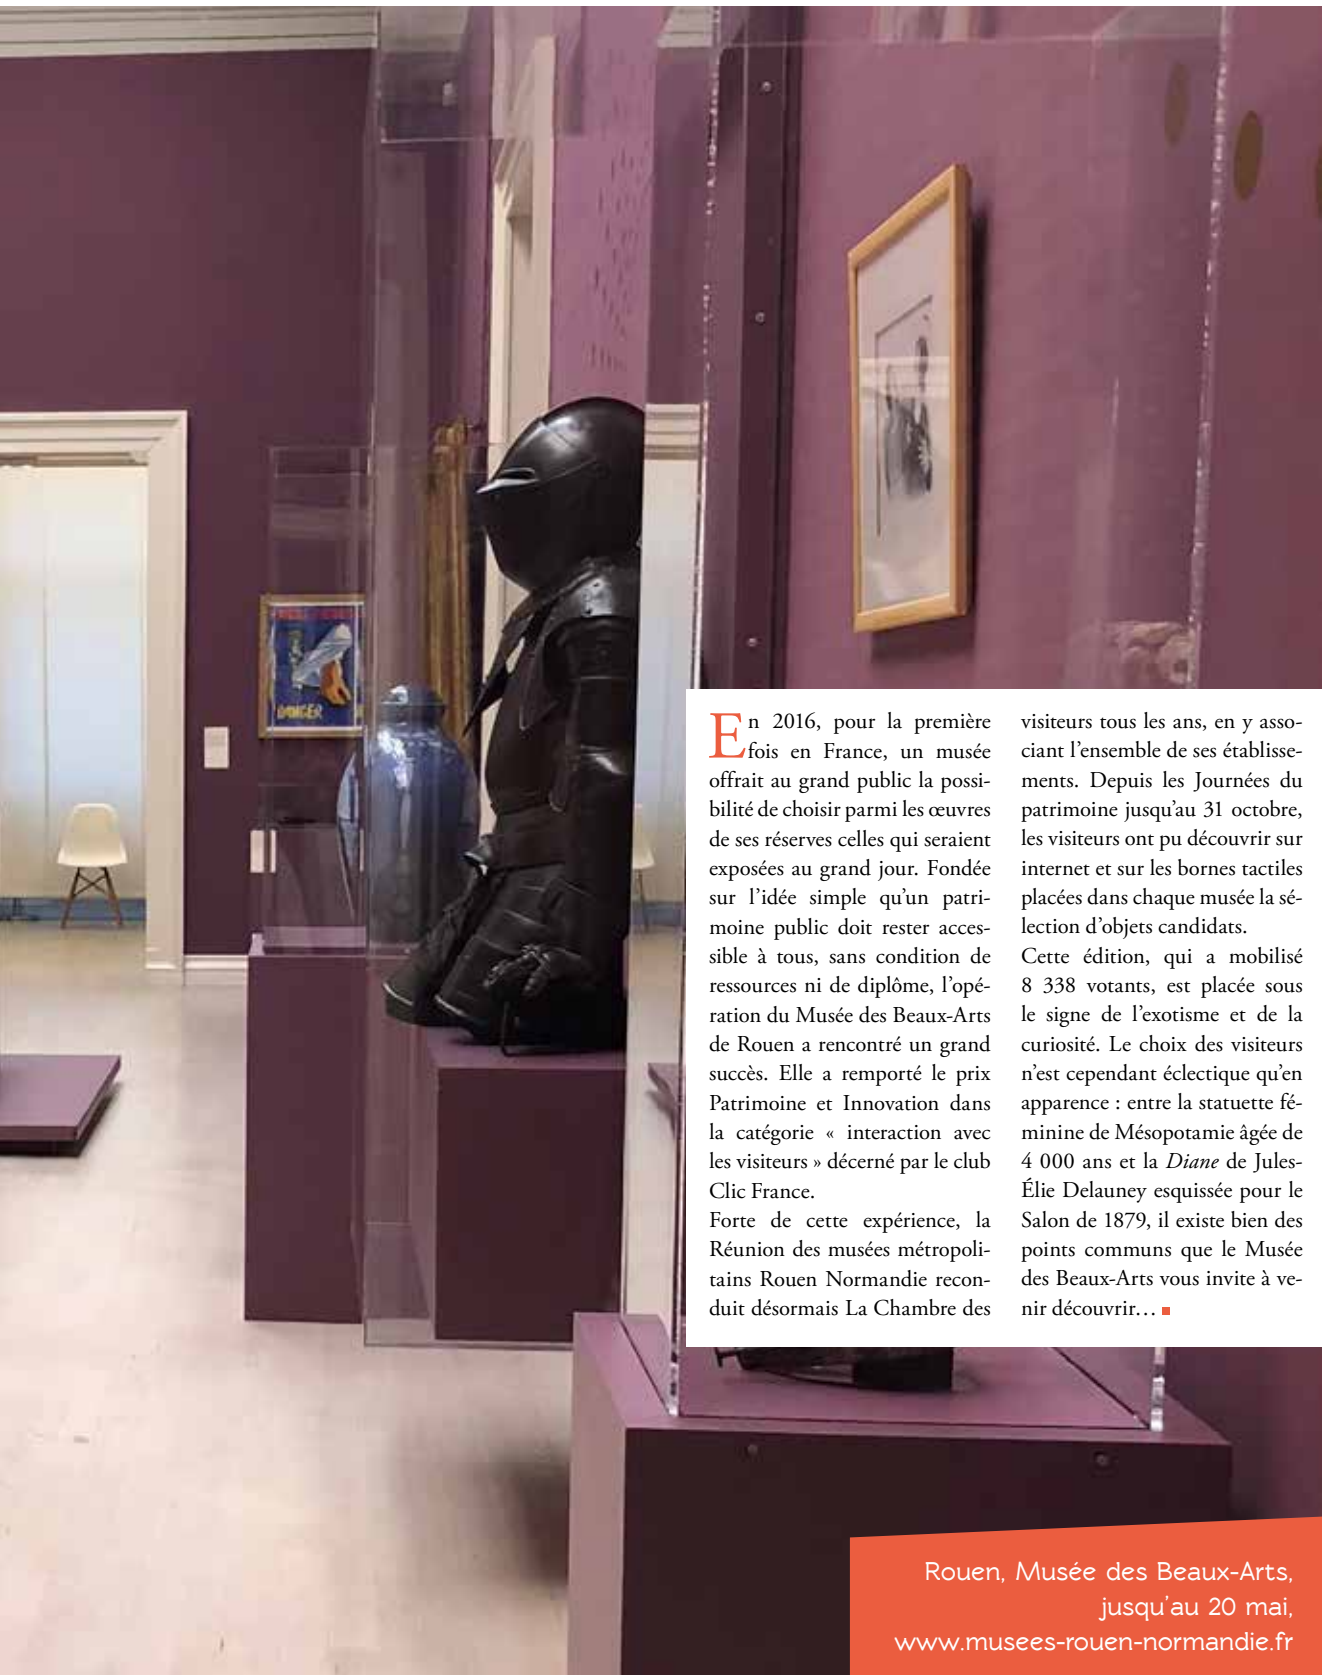 DANGER
En 2016, pour la première
fois en France, un musée
offrait au grand public la possi-
bilité de choisir parmi les œuvres
de ses réserves celles qui seraient
exposées au grand jour. Fondée
sur l’idée simple qu’un patri-
moine public doit rester acces-
sible à tous, sans condition de
ressources ni de diplôme, l’opé-
ration du Musée des Beaux-Arts
de Rouen a rencontré un grand
succès. Elle a remporté le prix
Patrimoine et Innovation dans
la catégorie « interaction avec
les visiteurs » décerné par le club
Clic France.
Forte de cette expérience, la
Réunion des musées métropoli-
tains Rouen Normandie recon-
duit désormais La Chambre des
visiteurs tous les ans, en y asso-
ciant l’ensemble de ses établisse-
ments. Depuis les Journées du
patrimoine jusqu’au 31 octobre,
les visiteurs ont pu découvrir sur
internet et sur les bornes tactiles
placées dans chaque musée la sé-
lection d’objets candidats.
Cette édition, qui a mobilisé
8 338 votants, est placée sous
le signe de l’exotisme et de la
curiosité. Le choix des visiteurs
n’est cependant éclectique qu’en
apparence : entre la statuette fé-
minine de Mésopotamie âgée de
4 000 ans et la Diane de Jules-
Élie Delauney esquissée pour le
Salon de 1879, il existe bien des
points communs que le Musée
des Beaux-Arts vous invite à ve-
nir découvrir…
Rouen, Musée des Beaux-Arts,
jusqu’au 20 mai,
www.musees-rouen-normandie.fr